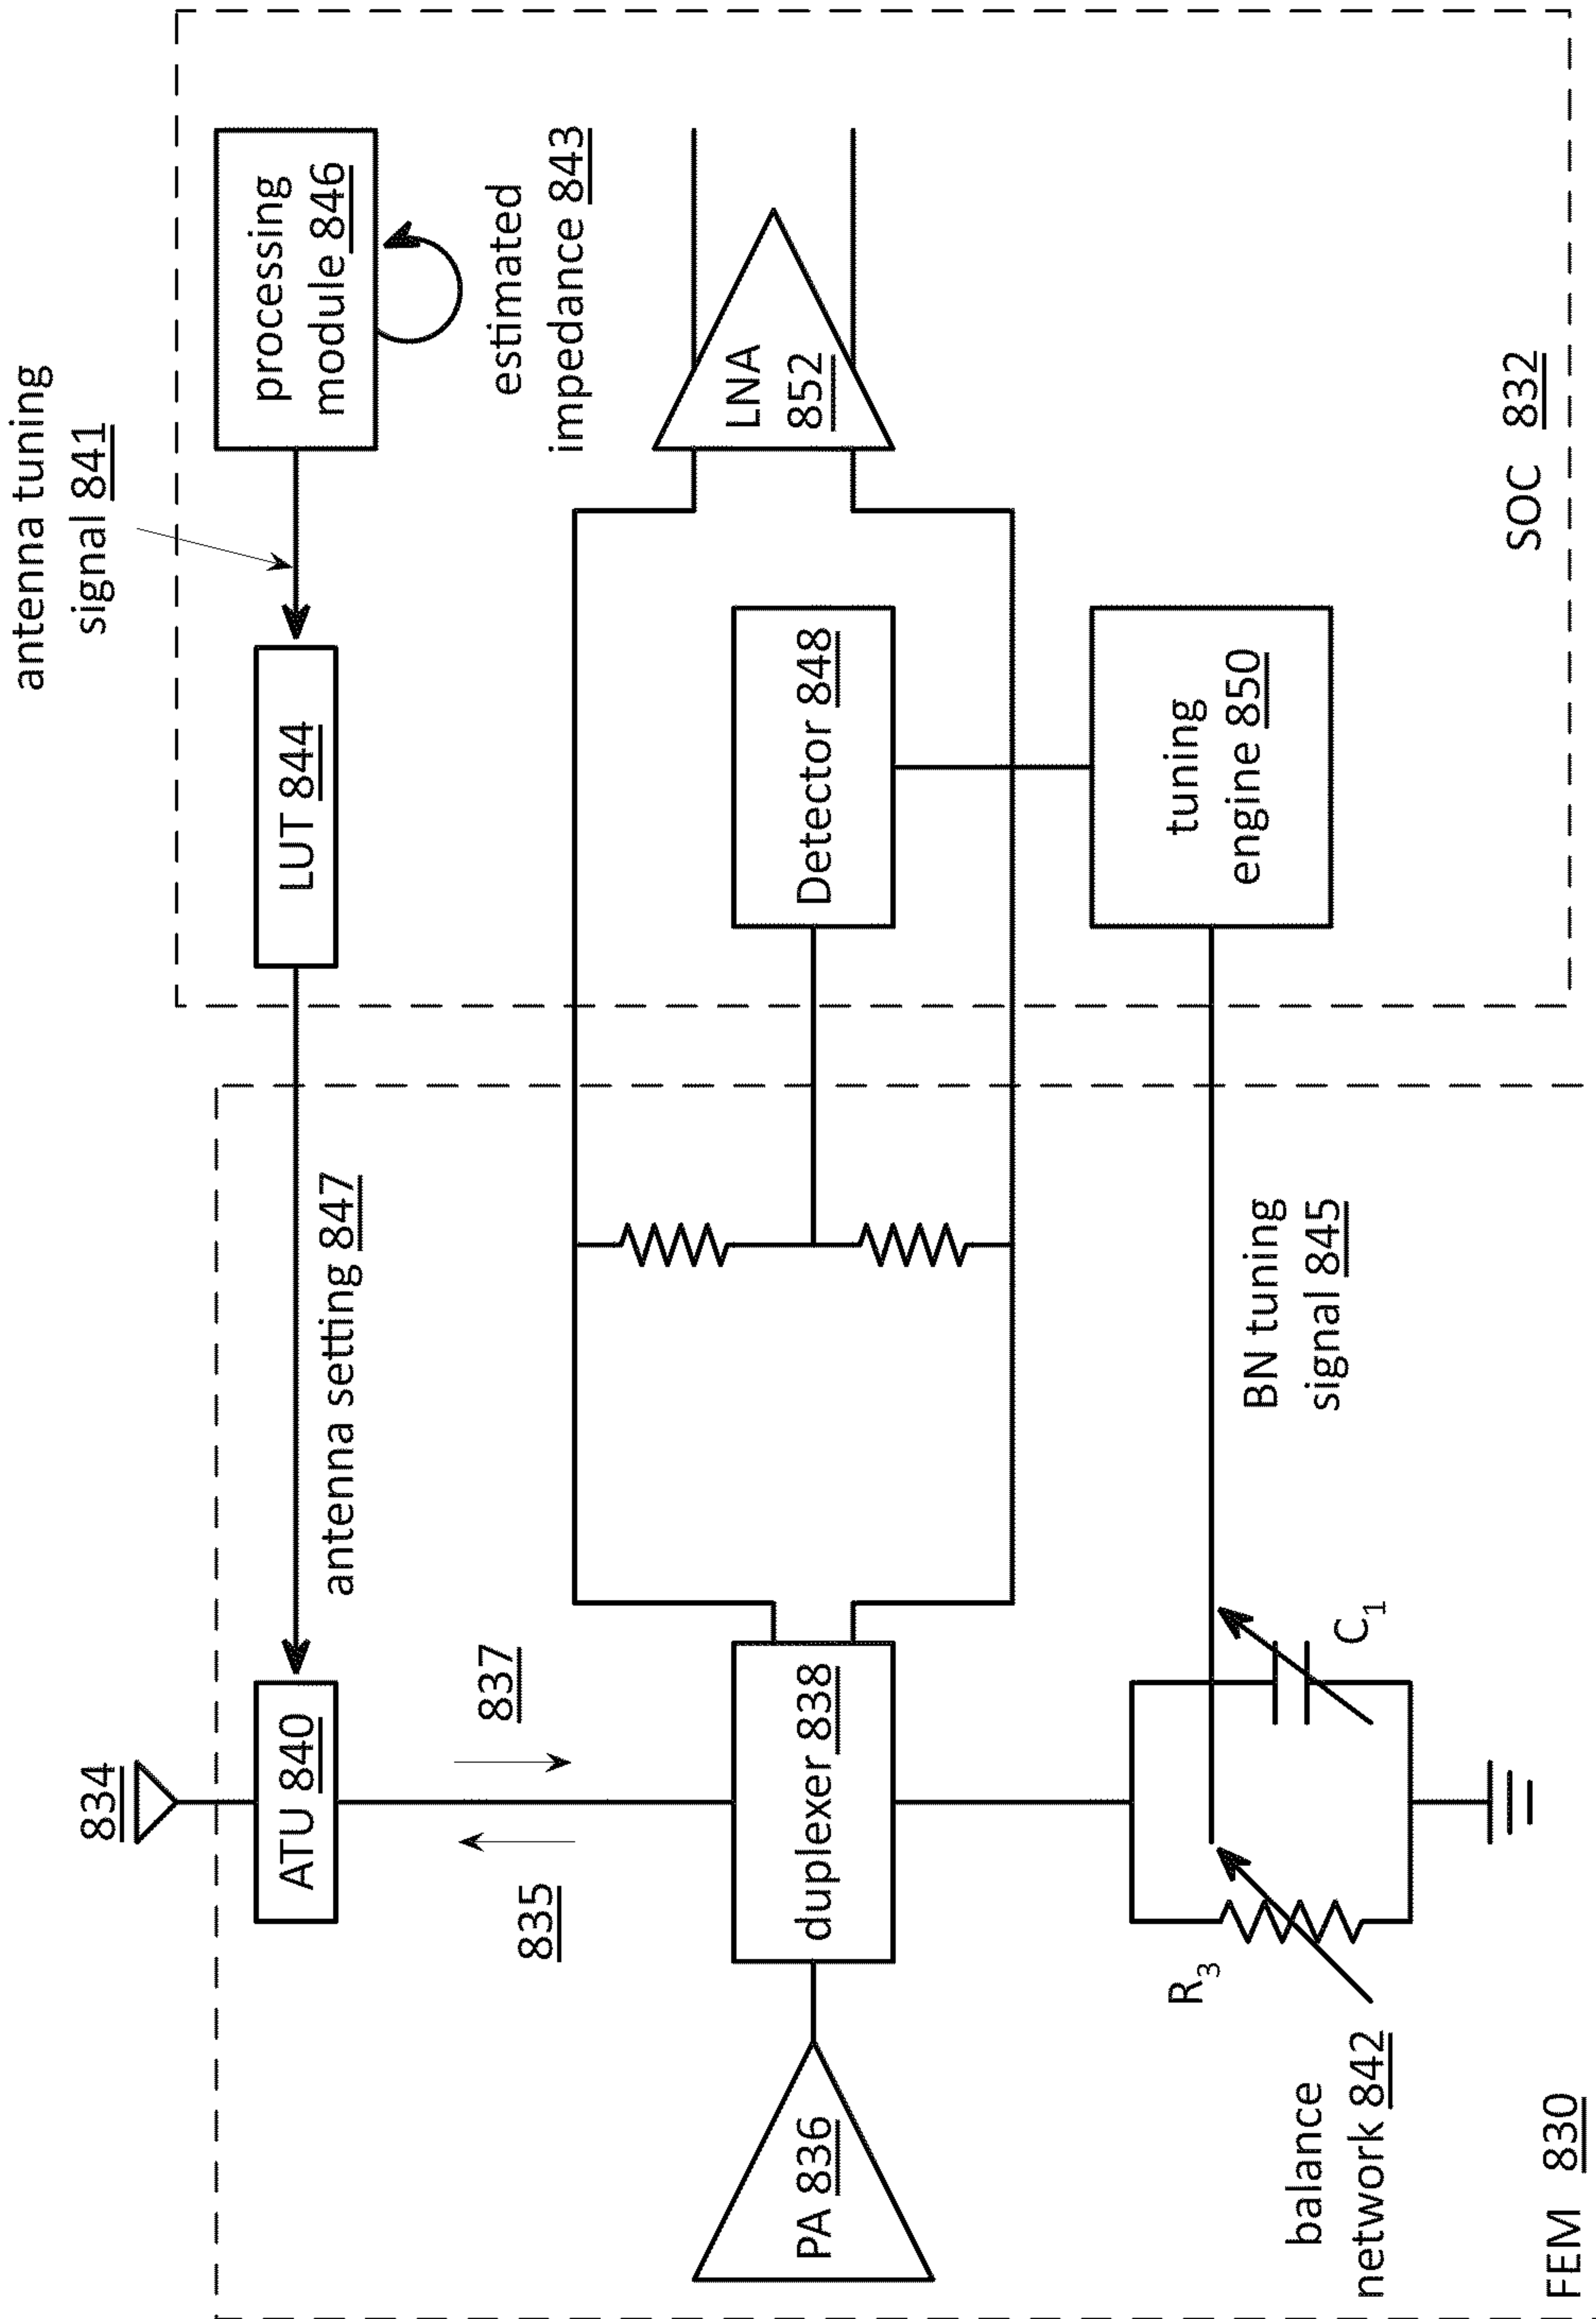 antenna tuning
signal 841
834
ATU 840
antenna setting 847
LUT 844
processing
module 846
estimated
impedance 843
835
837
PA 836
duplexer 838
Detector 848
LNA
852
tuning
engine 850
BN tuning
signal 845
R3
C1
balance
network 842
FEM 830
SOC 832